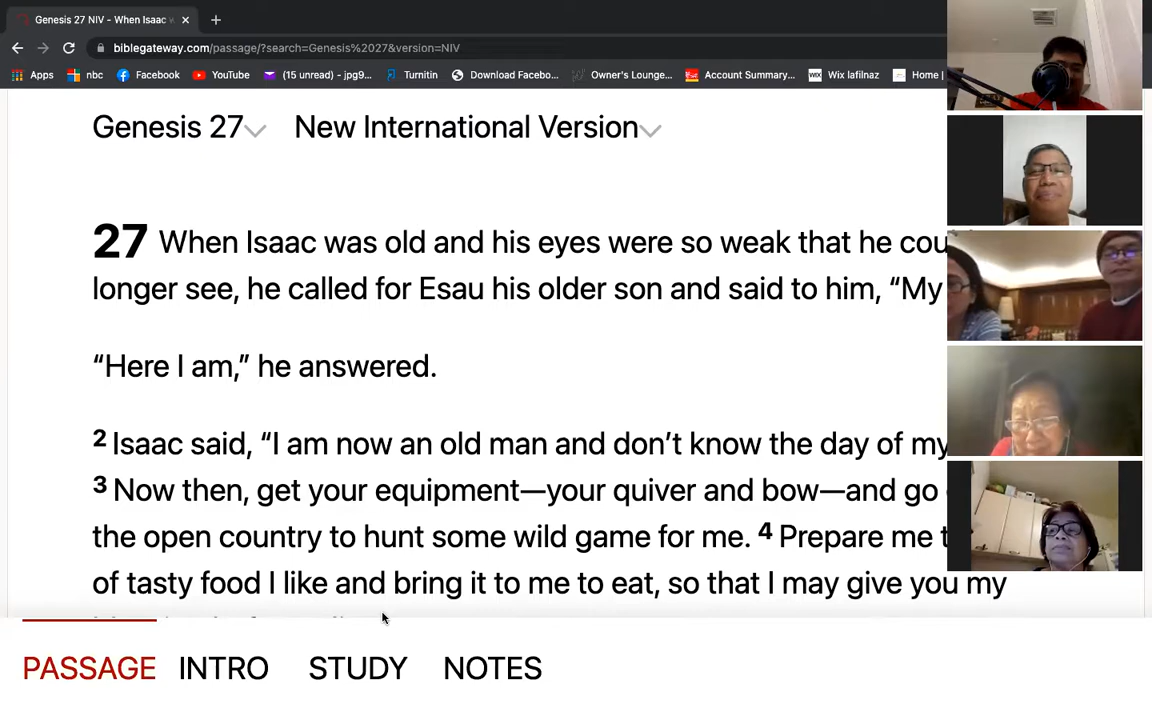 Genesis 27 NIV - When Isaac w
biblegateway.com/passage/?search=Genesis%2027&version=NIV
Apps nbc Facebook YouTube (15 unread) - jpg9... Turnitin Download Facebo... Owner's Lounge... Account Summary... WIX Wix lafilnaz Home |
Genesis 27 New International Version
27 When Isaac was old and his eyes were so weak that he cou
longer see, he called for Esau his older son and said to him, “My
“Here I am,” he answered.
2 Isaac said, “I am now an old man and don’t know the day of my
3 Now then, get your equipment—your quiver and bow—and go
the open country to hunt some wild game for me. 4 Prepare me t
of tasty food I like and bring it to me to eat, so that I may give you my
PASSAGE INTRO STUDY NOTES